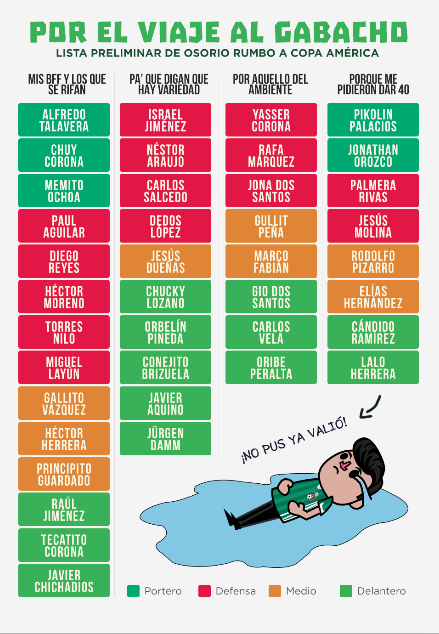 POR EL VIAJE AL GABACHO
LISTA PRELIMINAR DE OSORIO RUMBO A COPA AMÉRICA
MIS BFF Y LOS QUE
SE RIFAN
ALFREDO
TALAVERA
CHUY
CORONA
MEMITO
OCHOA
PAUL
AGUILAR
DIEGO
REYES
HÉCTOR
MORENO
TORRES
NILO
MIGUEL
LAYÚN
GALLITO
VÁZQUEZ
HÉCTOR
HERRERA
PRINCIPITO
GUARDADO
RAÚL
JIMÉNEZ
TECATITO
CORONA
JAVIER
CHICHADIOS
PA' QUE DIGAN QUE
HAY VARIEDAD
ISRAEL
JIMÉNEZ
NÉSTOR
ARAUJO
CARLOS
SALCEDO
DEDOS
LÓPEZ
JESÚS
DUEÑAS
CHUCKY
LOZANO
ORBELÍN
PINEDA
CONEJITO
BRIZUELA
JAVIER
AQUINO
JÜRGEN
DAMM
POR AQUELLO DEL
AMBIENTE
YASSER
CORONA
RAFA
MÁRQUEZ
JONA DOS
SANTOS
GULLIT
PEÑA
MARCO
FABIÁN
GIO DOS
SANTOS
CARLOS
VELA
ORIBE
PERALTA
PORQUE ME
PIDIERON DAR 40
PIKOLIN
PALACIOS
JONATHAN
OROZCO
PALMERA
RIVAS
JESÚS
MOLINA
RODOLFO
PIZARRO
ELÍAS
HERNÁNDEZ
CÁNDIDO
RAMÍREZ
LALO
HERRERA
¡NO PUS YA VALIÓ!
Portero
Defensa
Medio
Delantero